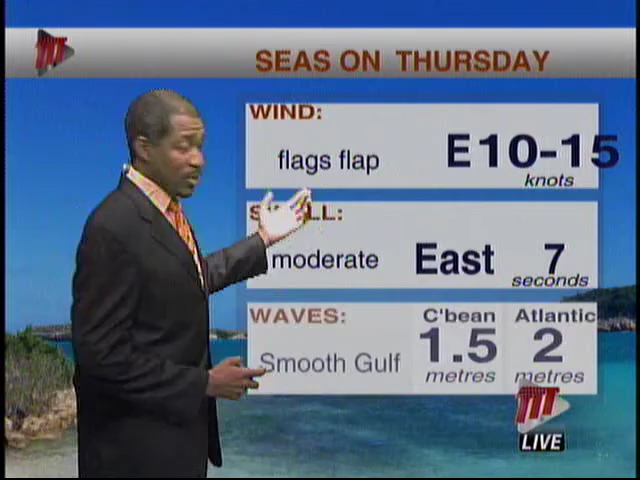 SEAS ON THURSDAY
WIND:
flags flap
E10-15
knots
S LL:
moderate
East
7
seconds
WAVES:
C'bean
Atlantic
Smooth Gulf
1.5
2
metres
metres
LIVE